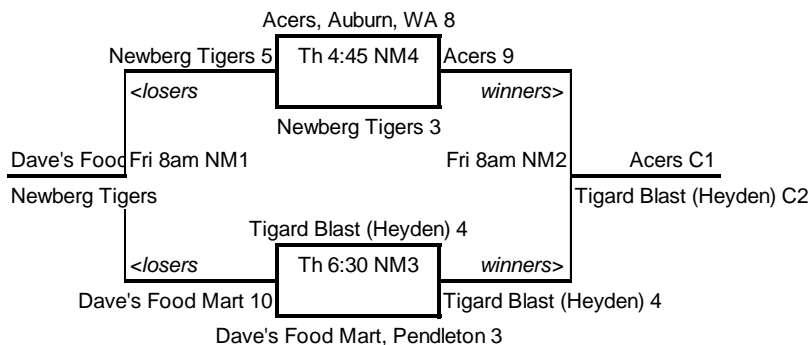 Acers, Auburn, WA 8
Newberg Tigers 5
Th 4:45 NM4
Acers 9
<losers
winners>
Newberg Tigers 3
Dave's Food
Fri 8am NM1
Fri 8am NM2
Acers C1
Newberg Tigers
Tigard Blast (Heyden) C2
Tigard Blast (Heyden) 4
<losers
Th 6:30 NM3
winners>
Dave's Food Mart 10
Tigard Blast (Heyden) 4
Dave's Food Mart, Pendleton 3